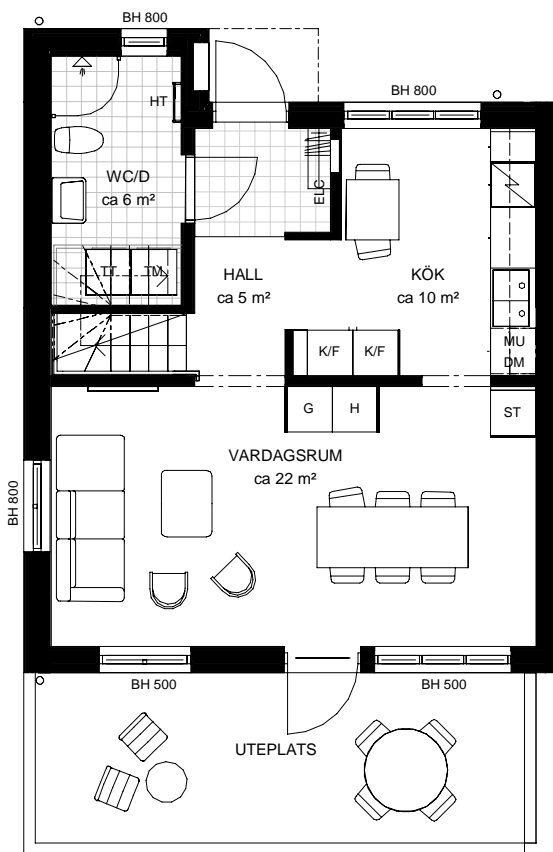 BH 800
BH 800
HT
WC/D
ca 6 m²
ELC
TT
TM
HALL
ca 5 m²
KÖK
ca 10 m²
K/F
K/F
MU
DM
G
H
ST
VARDAGSRUM
ca 22 m²
BH 800
BH 500
BH 500
UTEPLATS